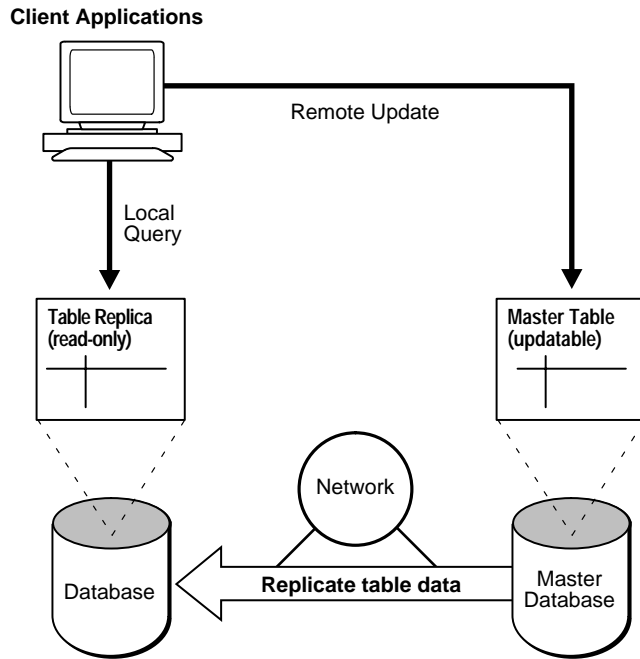 Client Applications
Remote Update
Local
Query
Table Replica
(read-only)
Master Table
(updatable)
Network
Database
Replicate table data
Master
Database